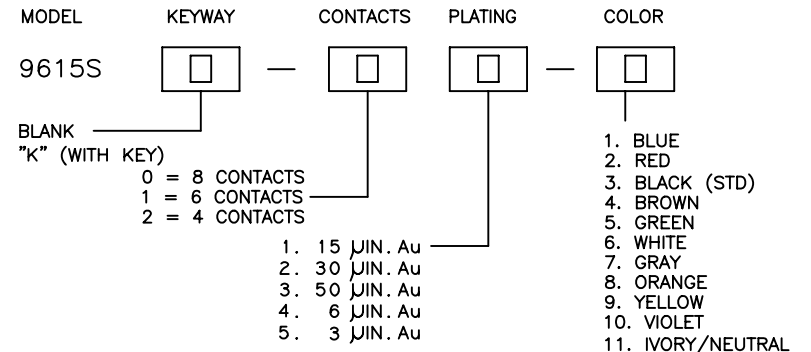 MODEL KEYWAY CONTACTS PLATING COLOR
9615S — —
BLANK
"K" (WITH KEY)
0 = 8 CONTACTS
1 = 6 CONTACTS
2 = 4 CONTACTS
1. 15 µIN. Au
2. 30 µIN. Au
3. 50 µIN. Au
4. 6 µIN. Au
5. 3 µIN. Au
1. BLUE
2. RED
3. BLACK (STD)
4. BROWN
5. GREEN
6. WHITE
7. GRAY
8. ORANGE
9. YELLOW
10. VIOLET
11. IVORY/NEUTRAL